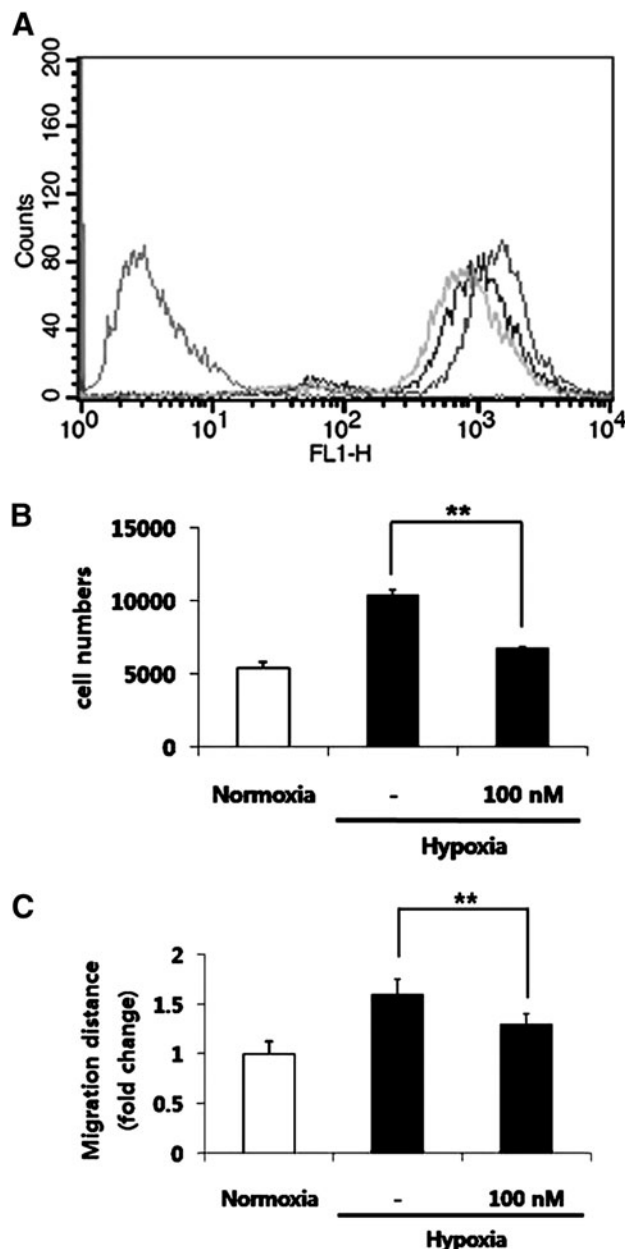 A
200
160
120
80
40
0
Counts
10^0 10^1 10^2 10^3 10^4
FL1-H
B
**
15000
10000
5000
0
cell numbers
Normoxia - 100 nM
Hypoxia
C
**
2
1.5
1
0.5
0
Migration distance
(fold change)
Normoxia - 100 nM
Hypoxia